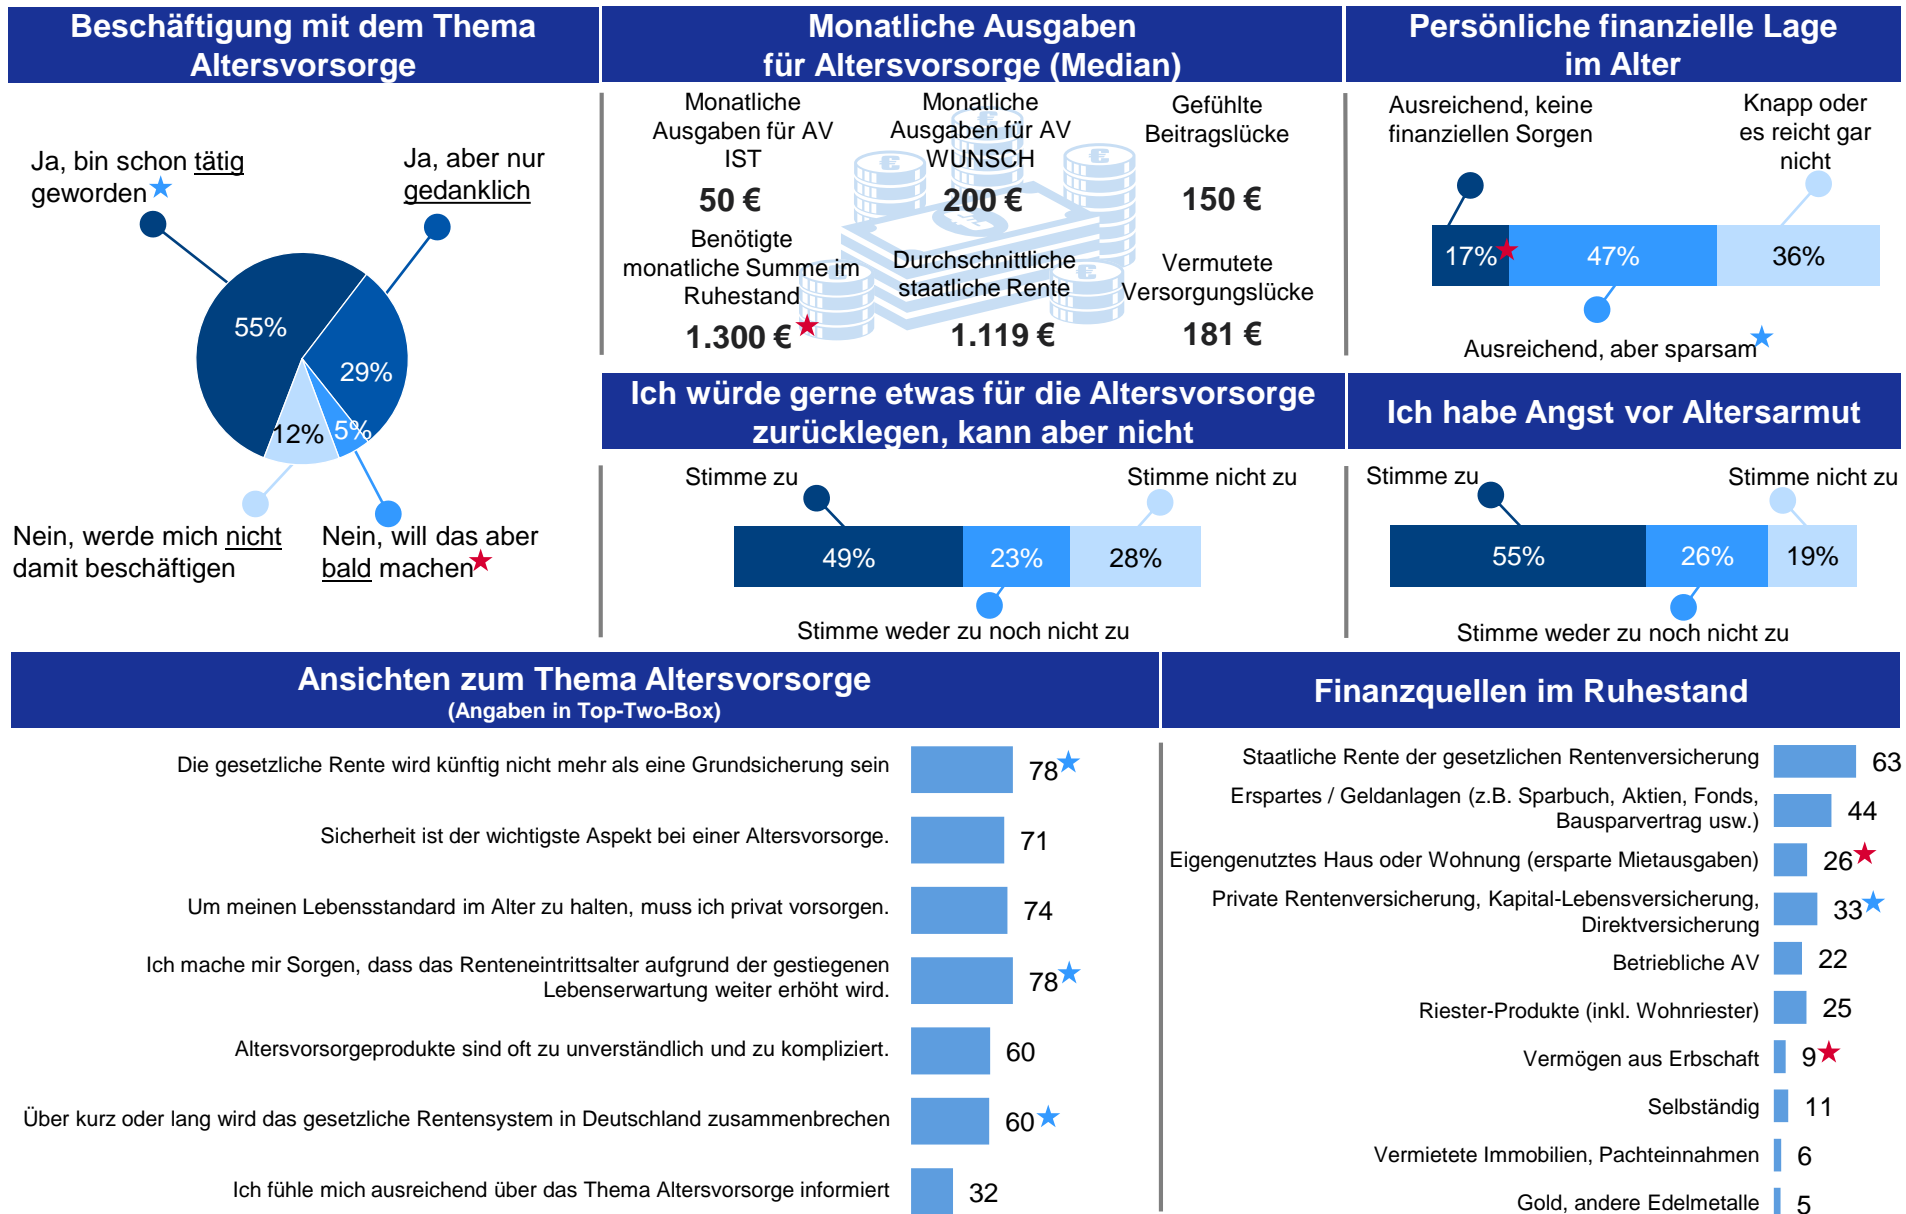 Beschäftigung mit dem Thema
Altersvorsorge
Ja, bin schon tätig
geworden
Ja, aber nur
gedanklich
55%
29%
12%
5%
Nein, werde mich nicht
damit beschäftigen
Nein, will das aber
bald machen
Monatliche Ausgaben
für Altersvorsorge (Median)
Monatliche
Ausgaben für AV
IST
50 €
Monatliche
Ausgaben für AV
WUNSCH
200 €
Gefühlte
Beitragslücke
150 €
Benötigte
monatliche Summe im
Ruhestand
1.300 €
Durchschnittliche
staatliche Rente
1.119 €
Vermutete
Versorgungslücke
181 €
Persönliche finanzielle Lage
im Alter
Ausreichend, keine
finanziellen Sorgen
Knapp oder
es reicht gar
nicht
17%
47%
36%
Ausreichend, aber sparsam
Ich würde gerne etwas für die Altersvorsorge
zurücklegen, kann aber nicht
Stimme zu
Stimme nicht zu
49%
23%
28%
Stimme weder zu noch nicht zu
Ich habe Angst vor Altersarmut
Stimme zu
Stimme nicht zu
55%
26%
19%
Stimme weder zu noch nicht zu
Ansichten zum Thema Altersvorsorge
(Angaben in Top-Two-Box)
Die gesetzliche Rente wird künftig nicht mehr als eine Grundsicherung sein
78
Sicherheit ist der wichtigste Aspekt bei einer Altersvorsorge.
71
Um meinen Lebensstandard im Alter zu halten, muss ich privat vorsorgen.
74
Ich mache mir Sorgen, dass das Renteneintrittsalter aufgrund der gestiegenen
Lebenserwartung weiter erhöht wird.
78
Altersvorsorgeprodukte sind oft zu unverständlich und zu kompliziert.
60
Über kurz oder lang wird das gesetzliche Rentensystem in Deutschland zusammenbrechen
60
Ich fühle mich ausreichend über das Thema Altersvorsorge informiert
32
Finanzquellen im Ruhestand
Staatliche Rente der gesetzlichen Rentenversicherung
63
Erspartes / Geldanlagen (z.B. Sparbuch, Aktien, Fonds,
Bausparvertrag usw.)
44
Eigengenutztes Haus oder Wohnung (ersparte Mietausgaben)
26
Private Rentenversicherung, Kapital-Lebensversicherung,
Direktversicherung
33
Betriebliche AV
22
Riester-Produkte (inkl. Wohnriester)
25
Vermögen aus Erbschaft
9
Selbständig
11
Vermietete Immobilien, Pachteinnahmen
6
Gold, andere Edelmetalle
5